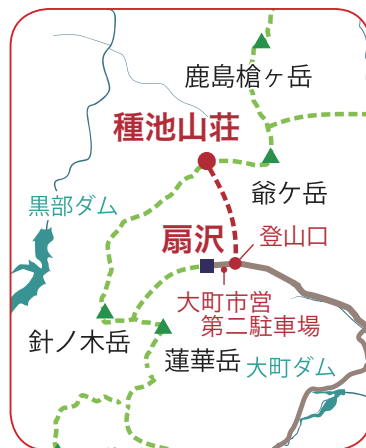 鹿島槍ヶ岳
種池山荘
爺ケ岳
黒部ダム
扇沢
登山口
大町市営
第二駐車場
針ノ木岳
蓮華岳
大町ダム